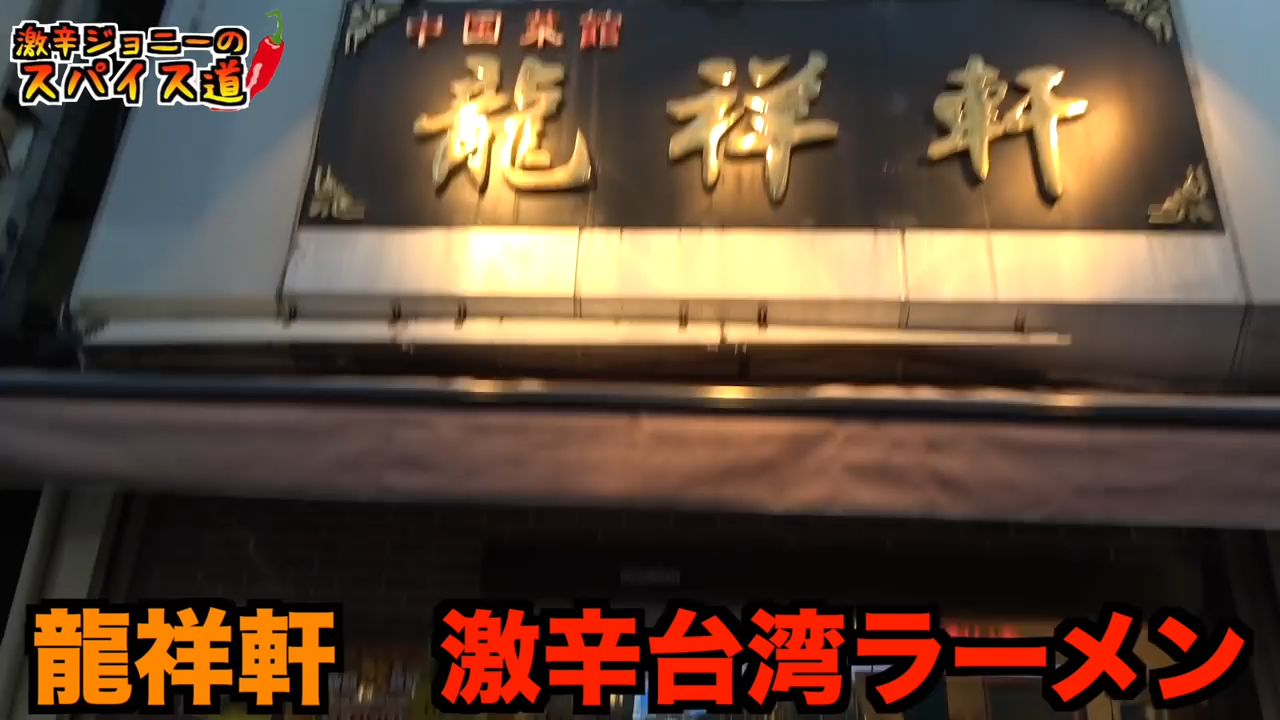 激辛ジョニーの
スパイス道
中国菜館
龍祥軒
龍祥軒 激辛台湾ラーメン